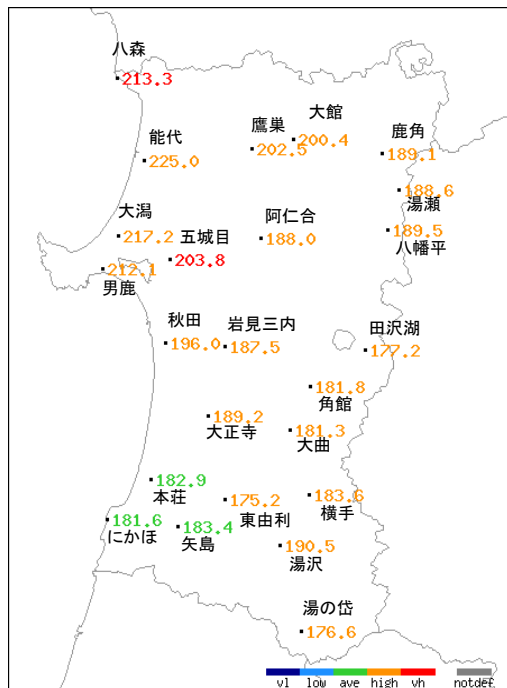 八森
213.3
大館
200.4
鷹巣
202.5
鹿角
189.1
能代
225.0
188.6
湯瀬
大潟
217.2
五城目
203.8
阿仁合
188.0
189.5
八幡平
212.1
男鹿
秋田
196.0
岩見三内
187.5
田沢湖
177.2
181.8
角館
189.2
大正寺
181.3
大曲
182.9
本荘
175.2
東由利
183.6
横手
181.6
にかほ
183.4
矢島
190.5
湯沢
湯の岱
176.6
vl low ave high vh notdef